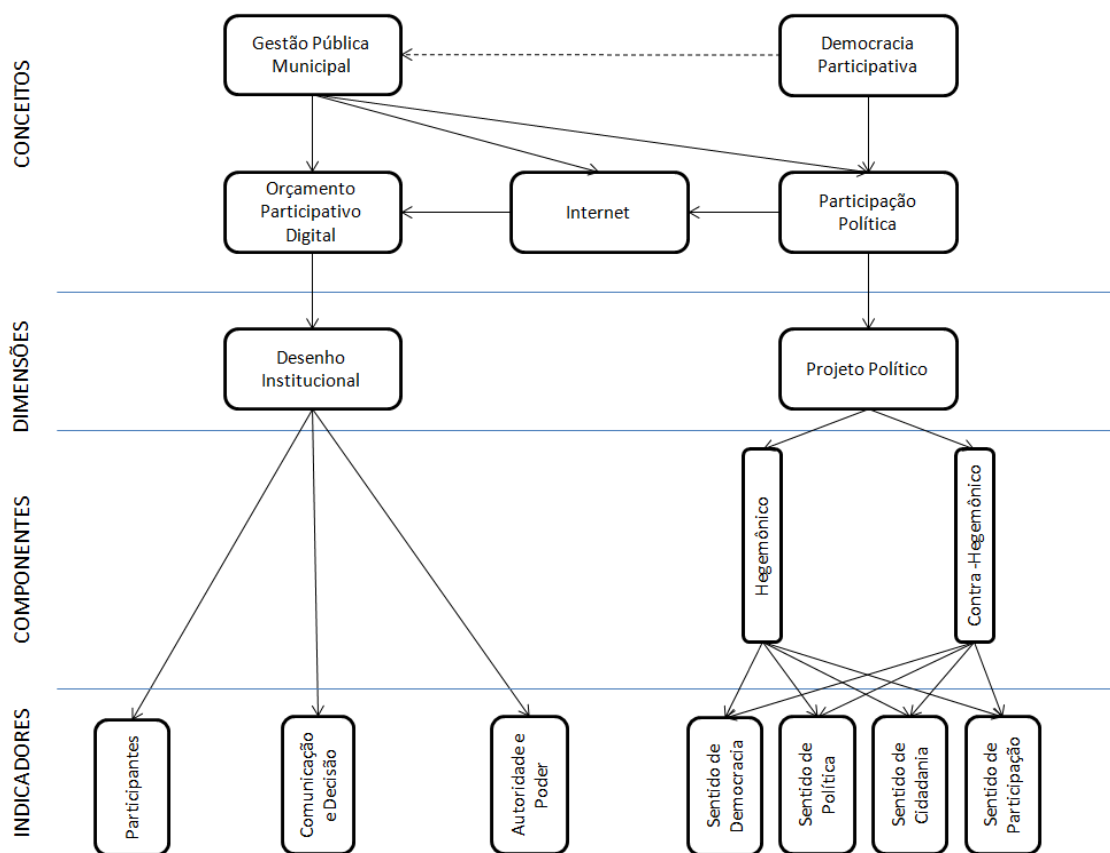 CONCEITOS
Gestão Pública
Municipal
Democracia
Participativa
Orçamento
Participativo
Digital
Internet
Participação
Política
DIMENSÕES
Desenho
Institucional
Projeto Político
COMPONENTES
Hegemônico
Contra -Hegemônico
INDICADORES
Participantes
Comunicação
e Decisão
Autoridade e
Poder
Sentido de
Democracia
Sentido de
Política
Sentido de
Cidadania
Sentido de
Participação